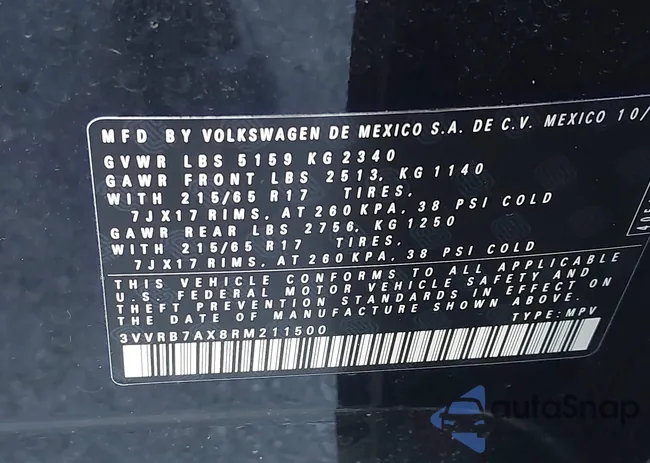 MFD BY VOLKSWAGEN DE MEXICO S.A. DE C.V. MEXICO 10/
GVWR LBS 5159 KG 2340
GAWR FRONT LBS 2513, KG 1140
WITH 215/65 R17 TIRES,
7JX17 RIMS, AT 260 KPA, 38 PSI COLD
GAWR REAR LBS 2756, KG 1250
WITH 215/65 R17 TIRES,
7JX17 RIMS, AT 260 KPA, 38 PSI COLD
THIS VEHICLE CONFORMS TO ALL APPLICABLE
U.S. FEDERAL MOTOR VEHICLE SAFETY AND
THEFT PREVENTION STANDARDS IN EFFECT ON
THE DATE OF MANUFACTURE SHOWN ABOVE.
3VVRB7AX8RM211500 TYPE: MPV
autoSnap